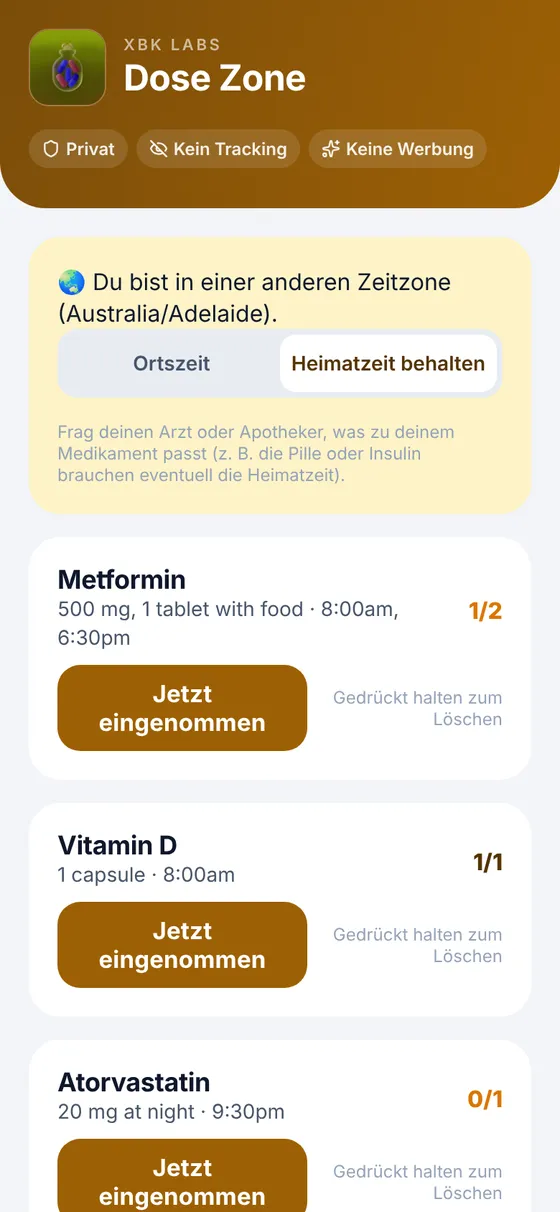 XBK LABS
Dose Zone
Privat
Kein Tracking
Keine Werbung
🌏 Du bist in einer anderen Zeitzone
(Australia/Adelaide).
Ortszeit
Heimatzeit behalten
Frag deinen Arzt oder Apotheker, was zu deinem
Medikament passt (z. B. die Pille oder Insulin
brauchen eventuell die Heimatzeit).
Metformin
500 mg, 1 tablet with food · 8:00am,
6:30pm
1/2
Jetzt
eingenommen
Gedrückt halten zum
Löschen
Vitamin D
1 capsule · 8:00am
1/1
Jetzt
eingenommen
Gedrückt halten zum
Löschen
Atorvastatin
20 mg at night · 9:30pm
0/1
Jetzt
eingenommen
Gedrückt halten zum
Löschen